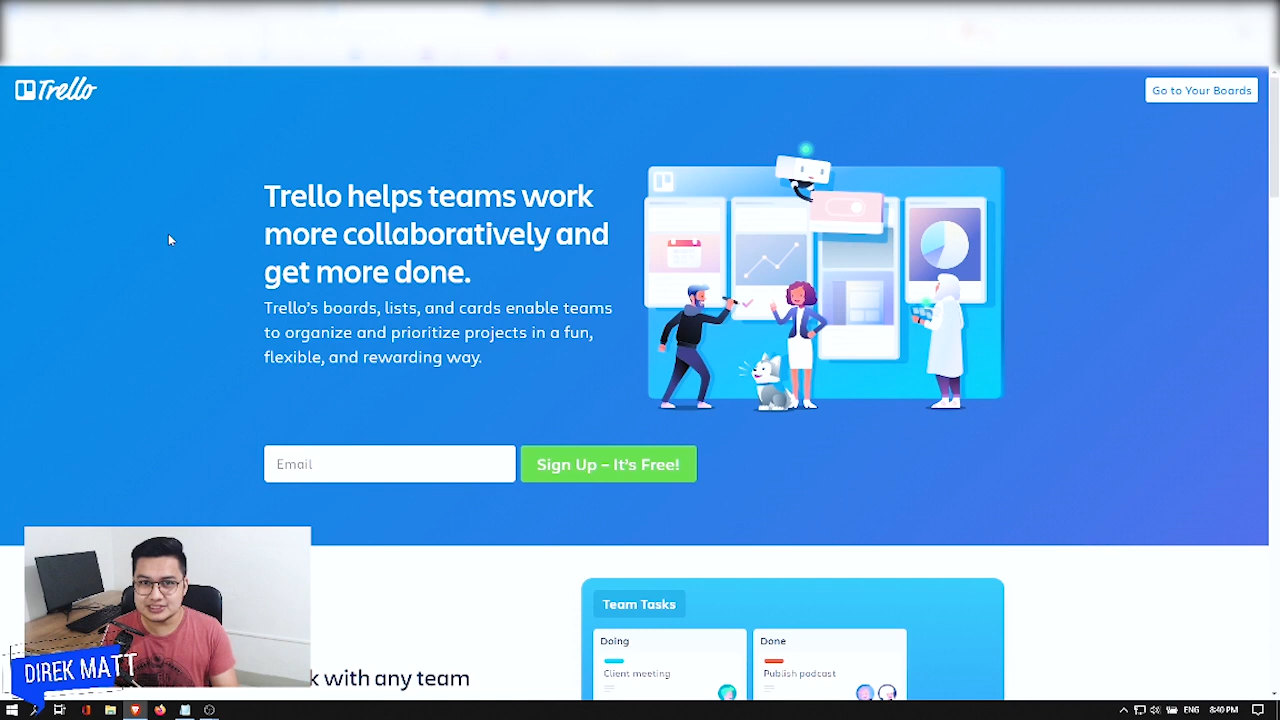 Trello
Go to Your Boards
Trello helps teams work
more collaboratively and
get more done.
Trello's boards, lists, and cards enable teams
to organize and prioritize projects in a fun,
flexible, and rewarding way.
Email
Sign Up – It's Free!
Team Tasks
Doing
Done
Client meeting
Publish podcast
k with any team
DIREK MATT
ENG
8:40 PM